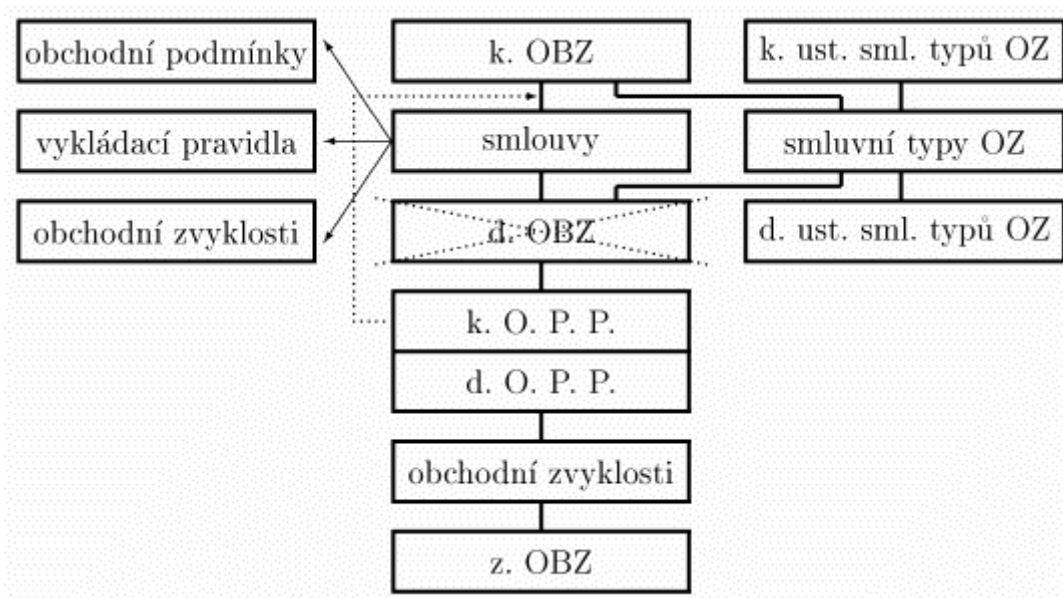 obchodní podmínky
k. OBZ
k. ust. sml. typů OZ
vykládací pravidla
smlouvy
smluvní typy OZ
obchodní zvyklosti
d. OBZ
d. ust. sml. typů OZ
k. O. P. P.
d. O. P. P.
obchodní zvyklosti
z. OBZ